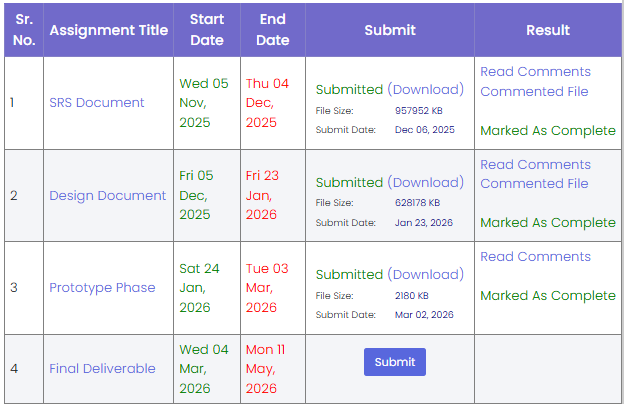 Sr. No. Assignment Title Start Date End Date Submit Result
1 SRS Document Wed 05 Nov, 2025 Thu 04 Dec, 2025 Submitted (Download)
File Size: 957952 KB
Submit Date: Dec 06, 2025
Read Comments
Commented File
Marked As Complete
2 Design Document Fri 05 Dec, 2025 Fri 23 Jan, 2026 Submitted (Download)
File Size: 628178 KB
Submit Date: Jan 23, 2026
Read Comments
Commented File
Marked As Complete
3 Prototype Phase Sat 24 Jan, 2026 Tue 03 Mar, 2026 Submitted (Download)
File Size: 2180 KB
Submit Date: Mar 02, 2026
Read Comments
Marked As Complete
4 Final Deliverable Wed 04 Mar, 2026 Mon 11 May, 2026 Submit